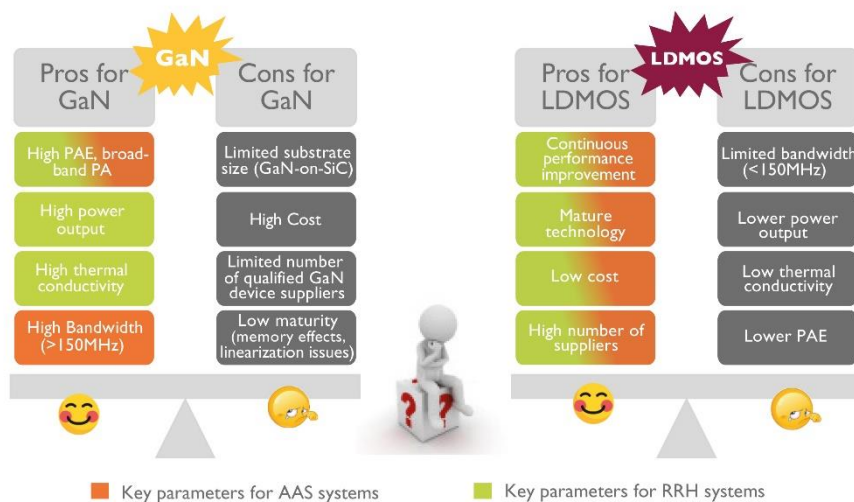 GaN
Pros for
GaN
Cons for
GaN
High PAE, broad-
band PA
Limited substrate
size (GaN-on-SiC)
High power
output
High Cost
High thermal
conductivity
Limited number
of qualified GaN
device suppliers
High Bandwidth
(>150MHz)
Low maturity
(memory effects,
linearization issues)
LDMOS
Pros for
LDMOS
Cons for
LDMOS
Continuous
performance
improvement
Limited bandwidth
(<150MHz)
Mature
technology
Lower power
output
Low cost
Low thermal
conductivity
High number of
suppliers
Lower PAE
? ?
Key parameters for AAS systems
Key parameters for RRH systems